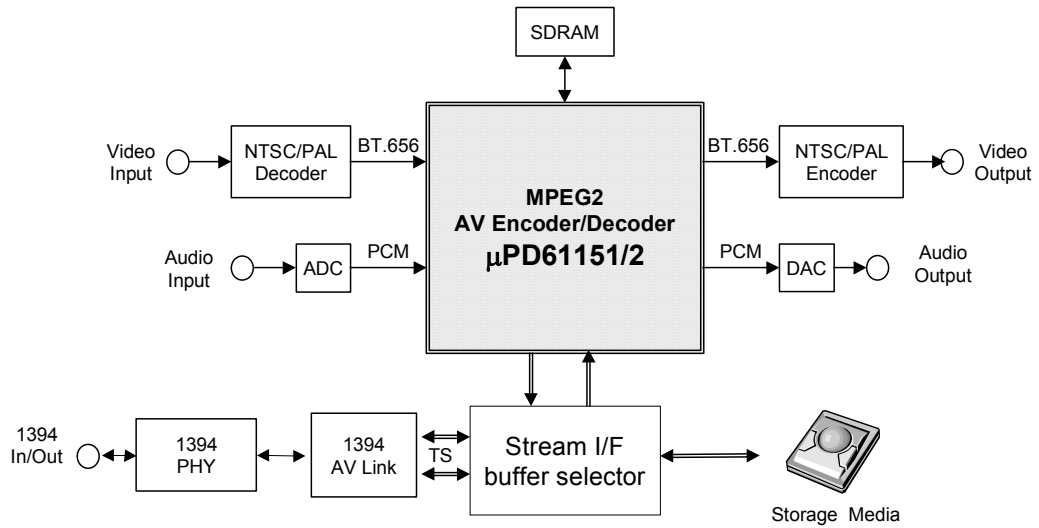 SDRAM
Video
Input
NTSC/PAL
Decoder
BT.656
MPEG2
AV Encoder/Decoder
μPD61151/2
BT.656
NTSC/PAL
Encoder
Video
Output
Audio
Input
ADC
PCM
PCM
DAC
Audio
Output
1394
In/Out
1394
PHY
1394
AV Link
TS
Stream I/F
buffer selector
Storage Media